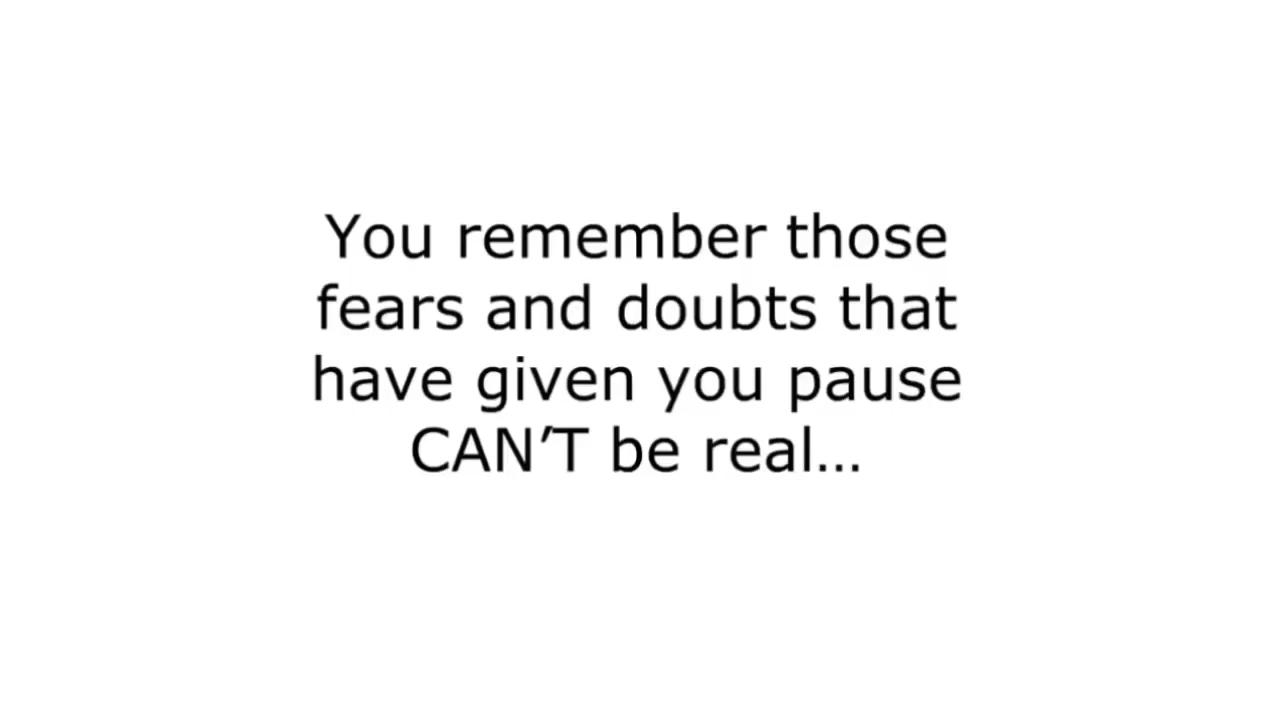 You remember those
fears and doubts that
have given you pause
CAN’T be real…